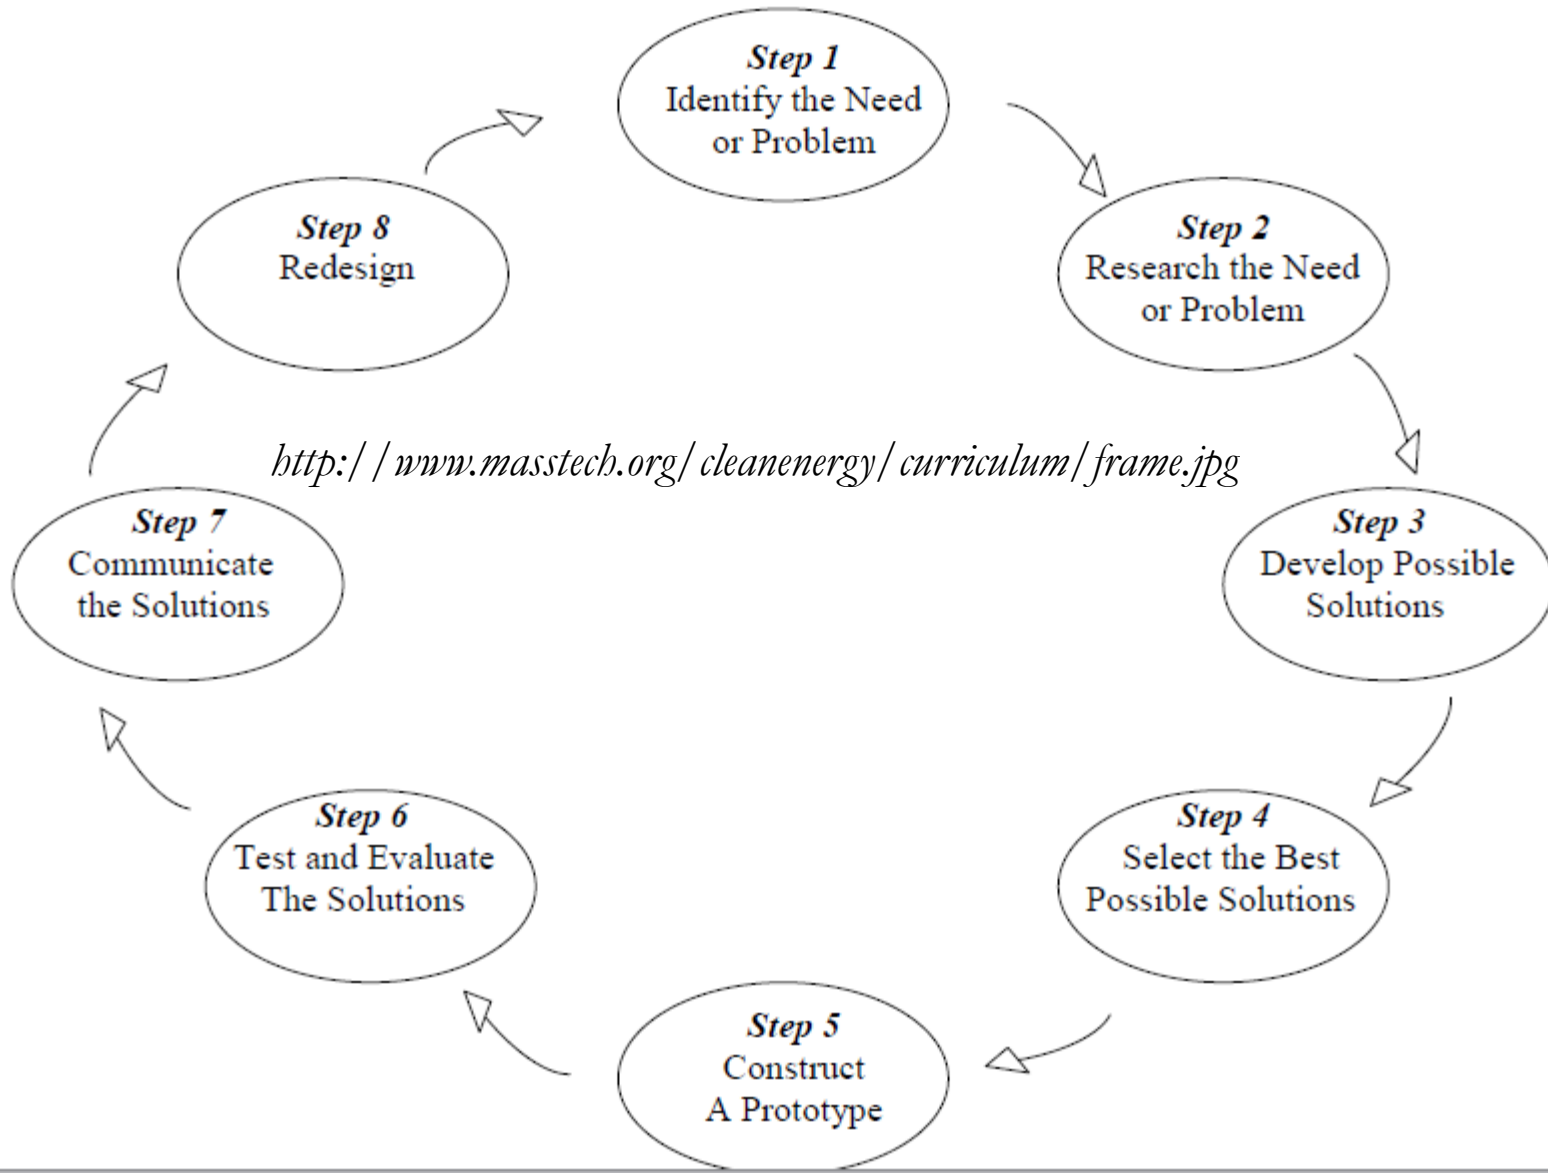 Step 1
Identify the Need
or Problem
Step 2
Research the Need
or Problem
Step 3
Develop Possible
Solutions
Step 4
Select the Best
Possible Solutions
Step 5
Construct
A Prototype
Step 6
Test and Evaluate
The Solutions
Step 7
Communicate
the Solutions
Step 8
Redesign
http://www.masstech.org/cleanenergy/curriculum/frame.jpg